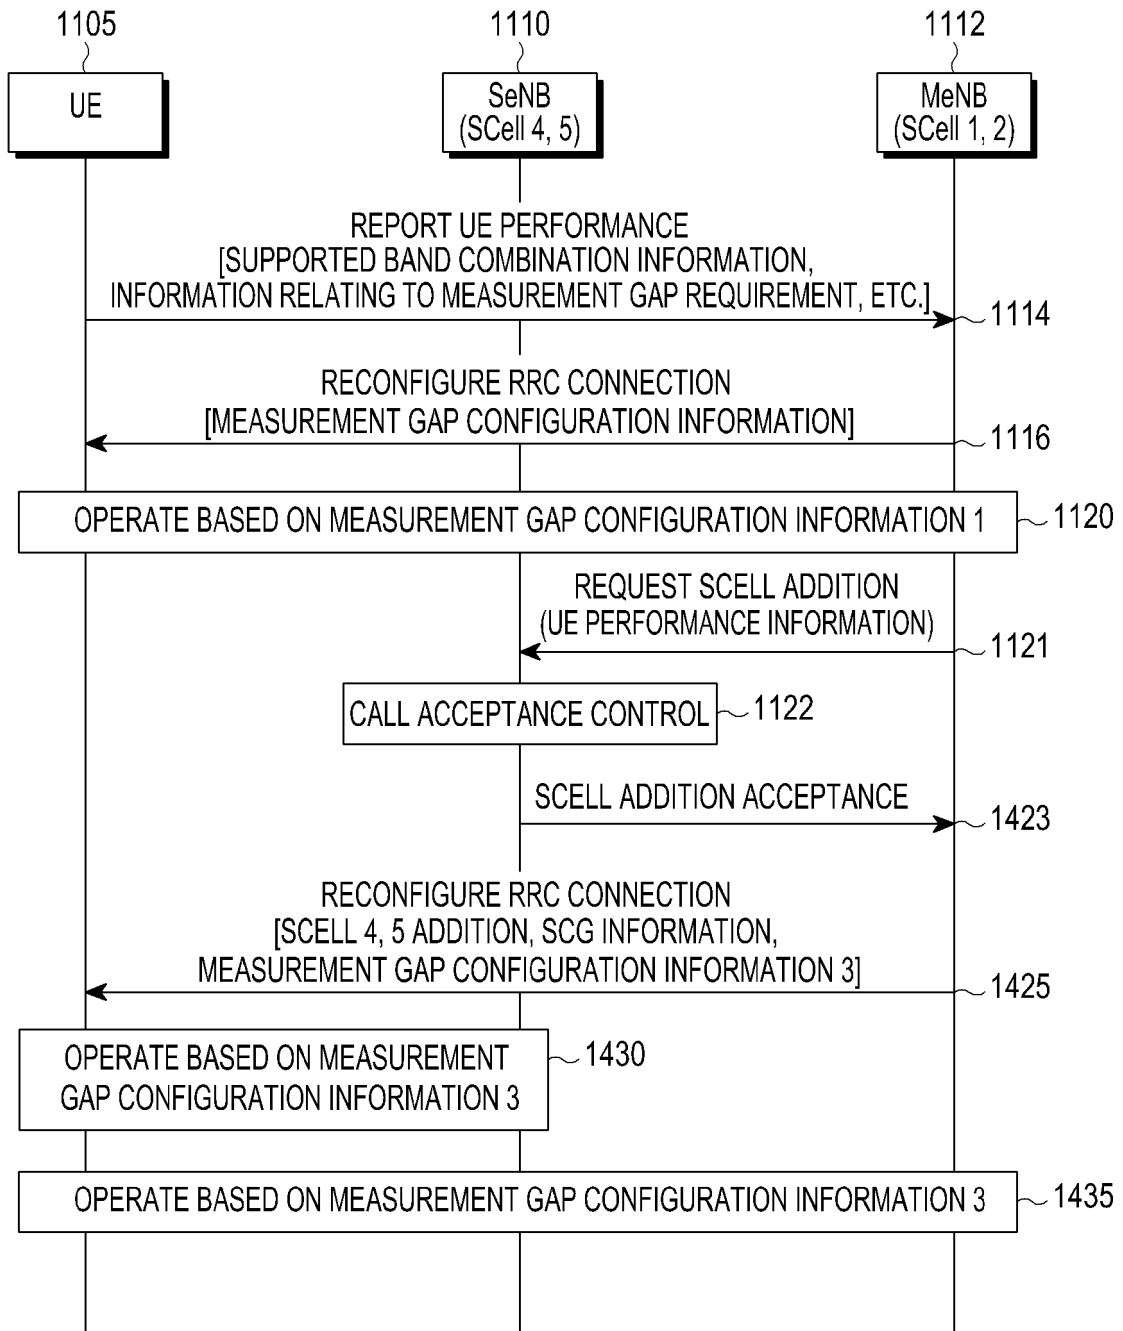 1105
1110
1112
UE
SeNB
(SCell 4, 5)
MeNB
(SCell 1, 2)
REPORT UE PERFORMANCE
[SUPPORTED BAND COMBINATION INFORMATION,
INFORMATION RELATING TO MEASUREMENT GAP REQUIREMENT, ETC.]
1114
RECONFIGURE RRC CONNECTION
[MEASUREMENT GAP CONFIGURATION INFORMATION]
1116
OPERATE BASED ON MEASUREMENT GAP CONFIGURATION INFORMATION 1
1120
REQUEST SCELL ADDITION
(UE PERFORMANCE INFORMATION)
1121
CALL ACCEPTANCE CONTROL
1122
SCELL ADDITION ACCEPTANCE
1423
RECONFIGURE RRC CONNECTION
[SCELL 4, 5 ADDITION, SCG INFORMATION,
MEASUREMENT GAP CONFIGURATION INFORMATION 3]
1425
OPERATE BASED ON MEASUREMENT
GAP CONFIGURATION INFORMATION 3
1430
OPERATE BASED ON MEASUREMENT GAP CONFIGURATION INFORMATION 3
1435